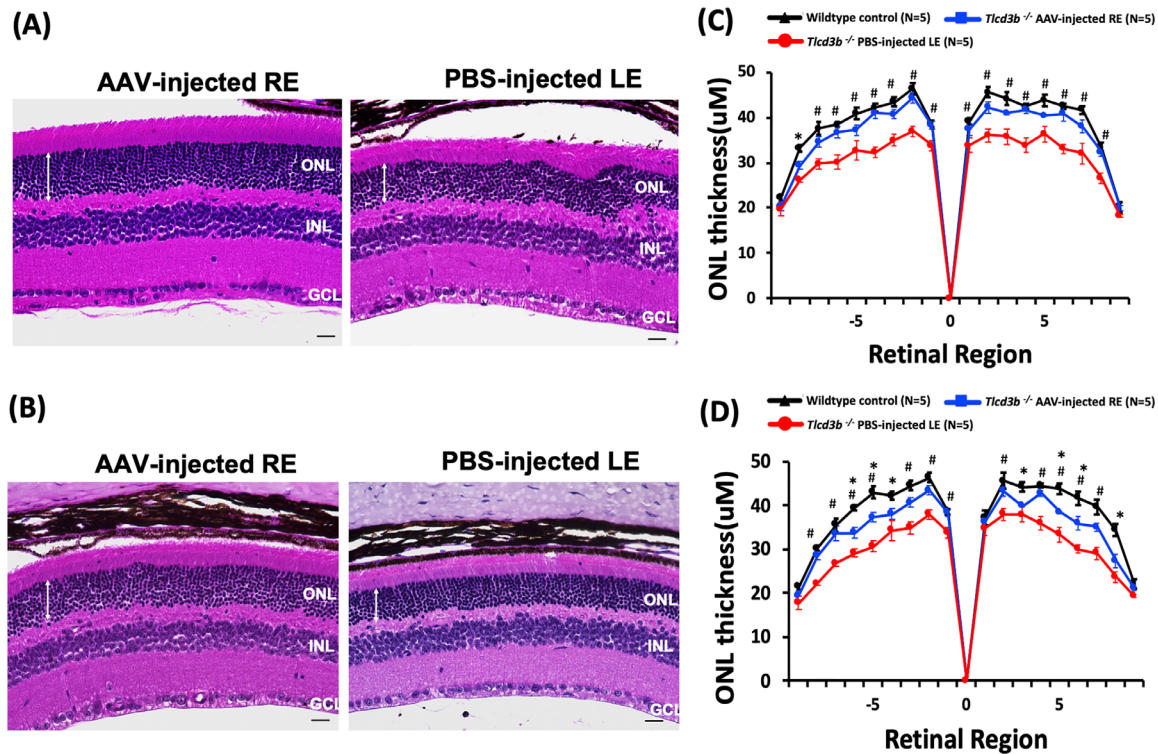 (A)
AAV-injected RE
PBS-injected LE
ONL
INL
GCL
ONL
INL
GCL
(B)
AAV-injected RE
PBS-injected LE
ONL
INL
GCL
ONL
INL
GCL
(C)
Wildtype control (N=5)
Tlcd3b -/- AAV-injected RE (N=5)
Tlcd3b -/- PBS-injected LE (N=5)
ONL thickness(uM)
50
40
30
20
10
0
* # # # # # # #
# # # # # # # #
-5 0 5
Retinal Region
(D)
Wildtype control (N=5)
Tlcd3b -/- AAV-injected RE (N=5)
Tlcd3b -/- PBS-injected LE (N=5)
ONL thickness(uM)
50
40
30
20
10
0
# # * # * # * # # #
# * # * # * # # *
-5 0 5
Retinal Region